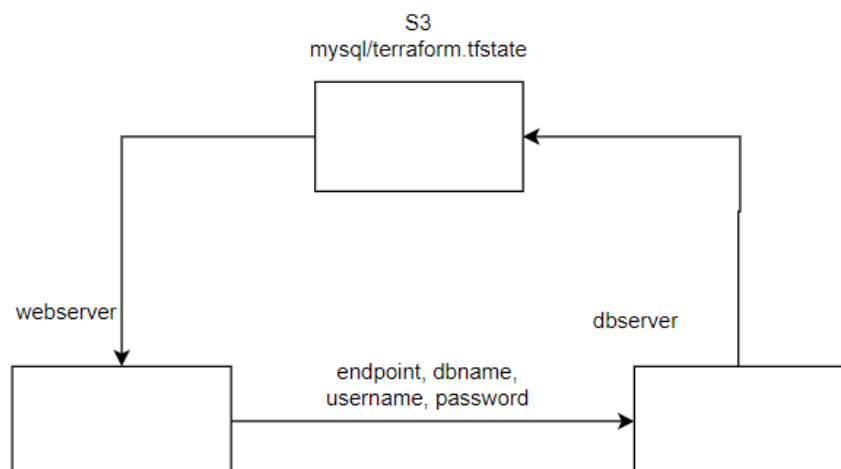 S3
mysql/terraform.tfstate
webserver
dbserver
endpoint, dbname,
username, password